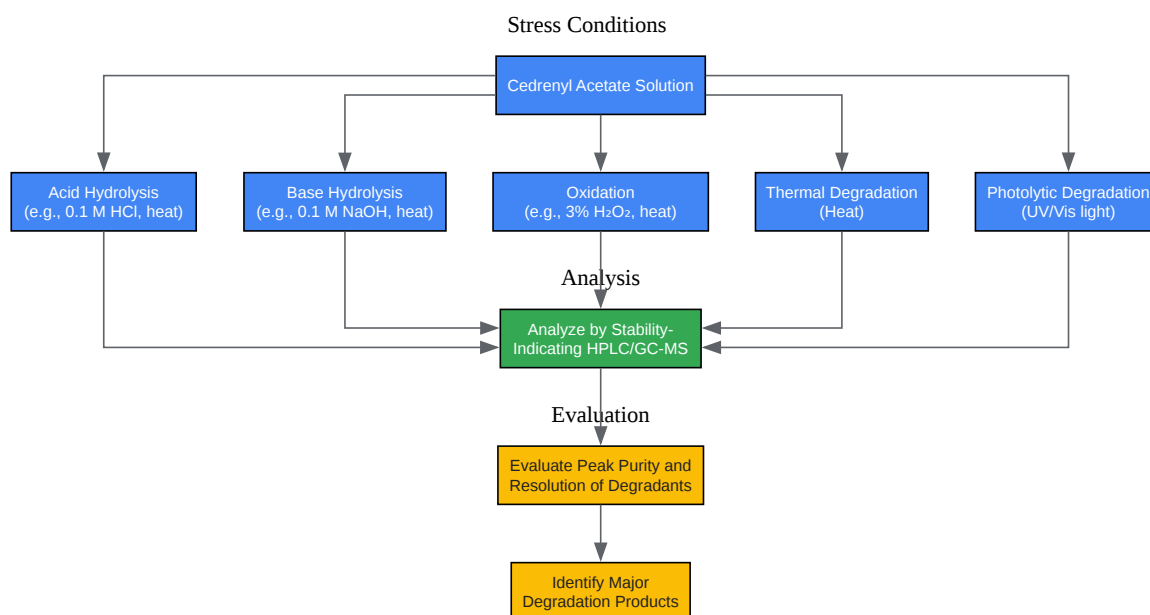 Stress Conditions
Cedrenyl Acetate Solution
Acid Hydrolysis
(e.g., 0.1 M HCl, heat)
Base Hydrolysis
(e.g., 0.1 M NaOH, heat)
Oxidation
(e.g., 3% H₂O₂, heat)
Thermal Degradation
(Heat)
Photolytic Degradation
(UV/Vis light)
Analysis
Analyze by Stability-
Indicating HPLC/GC-MS
Evaluation
Evaluate Peak Purity and
Resolution of Degradants
Identify Major
Degradation Products